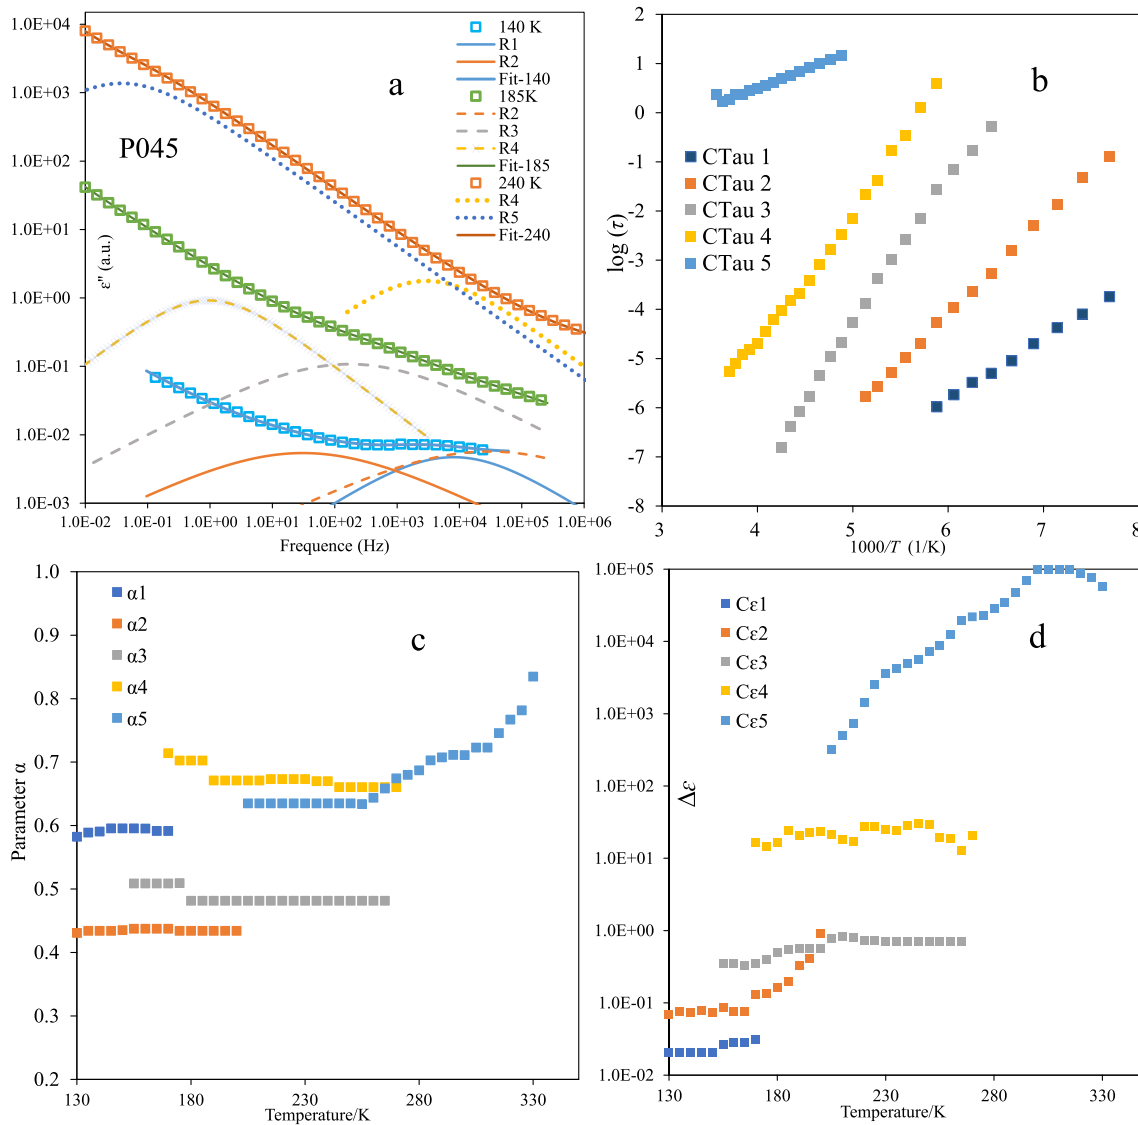 1.0E+04
1.0E+03
1.0E+02
1.0E+01
1.0E+00
1.0E-01
1.0E-02
1.0E-03
ε'' (a.u.)
a
P045
140 K
R1
R2
Fit-140
185K
R2
R3
R4
Fit-185
240 K
R4
R5
Fit-240
1.0E-02 1.0E-01 1.0E+00 1.0E+01 1.0E+02 1.0E+03 1.0E+04 1.0E+05 1.0E+06
Frequence (Hz)
2
1
0
-1
-2
-3
-4
-5
-6
-7
-8
log (τ)
b
CTau 1
CTau 2
CTau 3
CTau 4
CTau 5
3 4 5 6 7 8
1000/T (1/K)
1.0
0.9
0.8
0.7
0.6
0.5
0.4
0.3
0.2
Parameter α
c
α1
α2
α3
α4
α5
130 180 230 280 330
Temperature/K
1.0E+05
1.0E+04
1.0E+03
1.0E+02
1.0E+01
1.0E+00
1.0E-01
1.0E-02
Δε
d
Cε1
Cε2
Cε3
Cε4
Cε5
130 180 230 280 330
Temperature/K